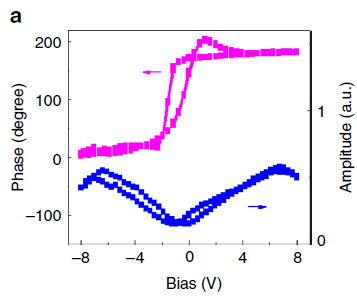 a
200
100
0
−100
Phase (degree)
1
0
Amplitude (a.u.)
−8 −4 0 4 8
Bias (V)